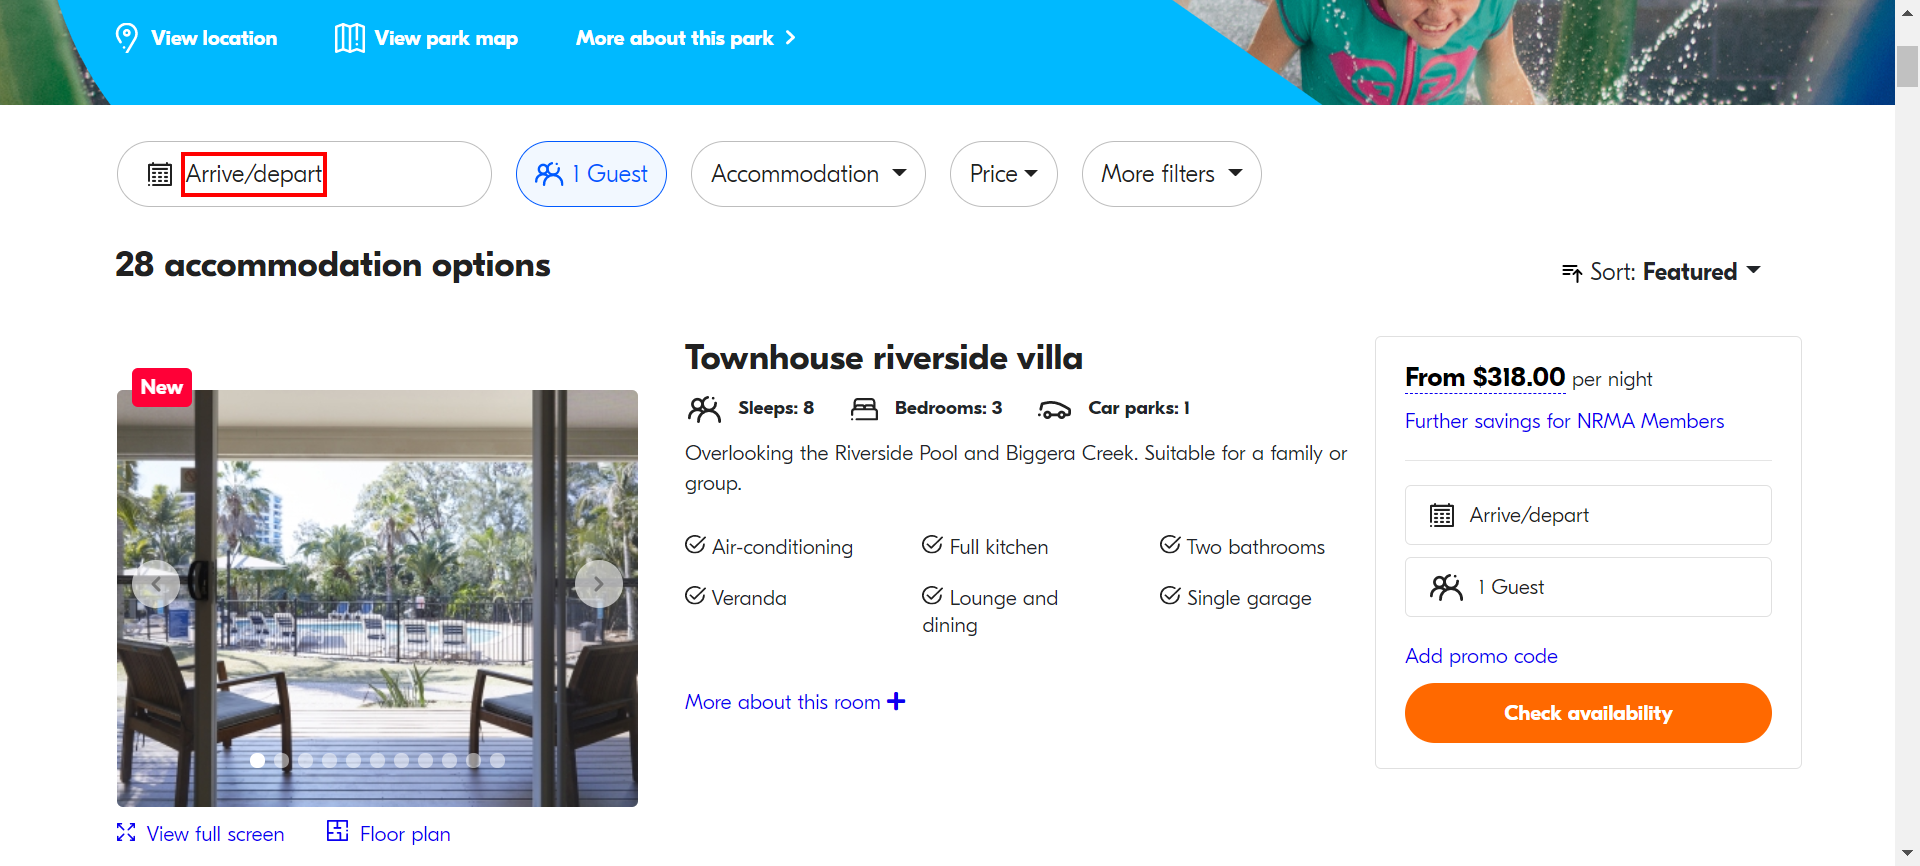 View location
View park map
More about this park
Arrive/depart
1 Guest
Accommodation
Price
More filters
28 accommodation options
Sort: Featured
New
Townhouse riverside villa
Sleeps: 8
Bedrooms: 3
Car parks: 1
Overlooking the Riverside Pool and Biggera Creek. Suitable for a family or
group.
Air-conditioning
Full kitchen
Two bathrooms
Veranda
Lounge and
dining
Single garage
More about this room
From $318.00 per night
Further savings for NRMA Members
Arrive/depart
1 Guest
Add promo code
Check availability
View full screen
Floor plan